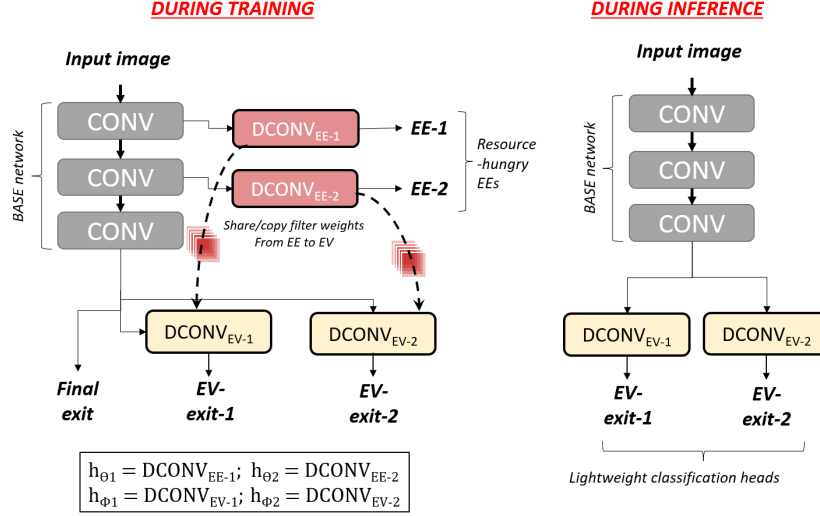 DURING TRAINING
Input image
BASE network
CONV
CONV
CONV
DCONV_EE-1
DCONV_EE-2
EE-1
EE-2
Resource
-hungry
EEs
Share/copy filter weights
From EE to EV
DCONV_EV-1
DCONV_EV-2
Final
exit
EV-
exit-1
EV-
exit-2
h_Θ1 = DCONV_EE-1; h_Θ2 = DCONV_EE-2
h_Φ1 = DCONV_EV-1; h_Φ2 = DCONV_EV-2
DURING INFERENCE
Input image
BASE network
CONV
CONV
CONV
DCONV_EV-1
DCONV_EV-2
EV-
exit-1
EV-
exit-2
Lightweight classification heads